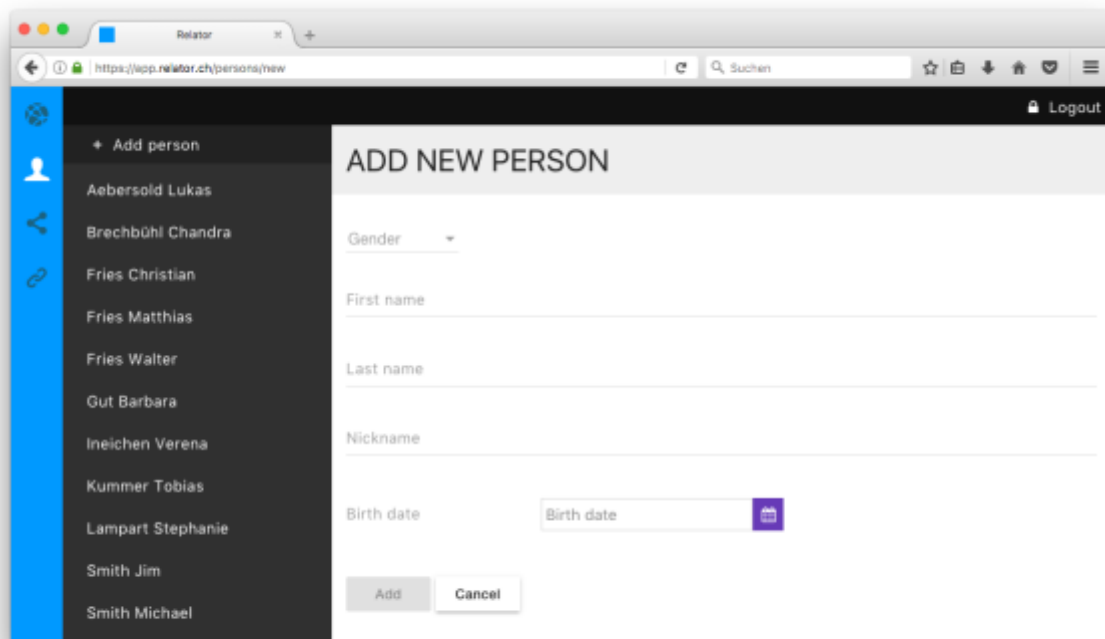 Relator
https://app.relator.ch/persons/new
Suchen
Logout
+ Add person
Aebersold Lukas
Brechbühl Chandra
Fries Christian
Fries Matthias
Fries Walter
Gut Barbara
Ineichen Verena
Kummer Tobias
Lampart Stephanie
Smith Jim
Smith Michael
ADD NEW PERSON
Gender
First name
Last name
Nickname
Birth date Birth date
Add Cancel